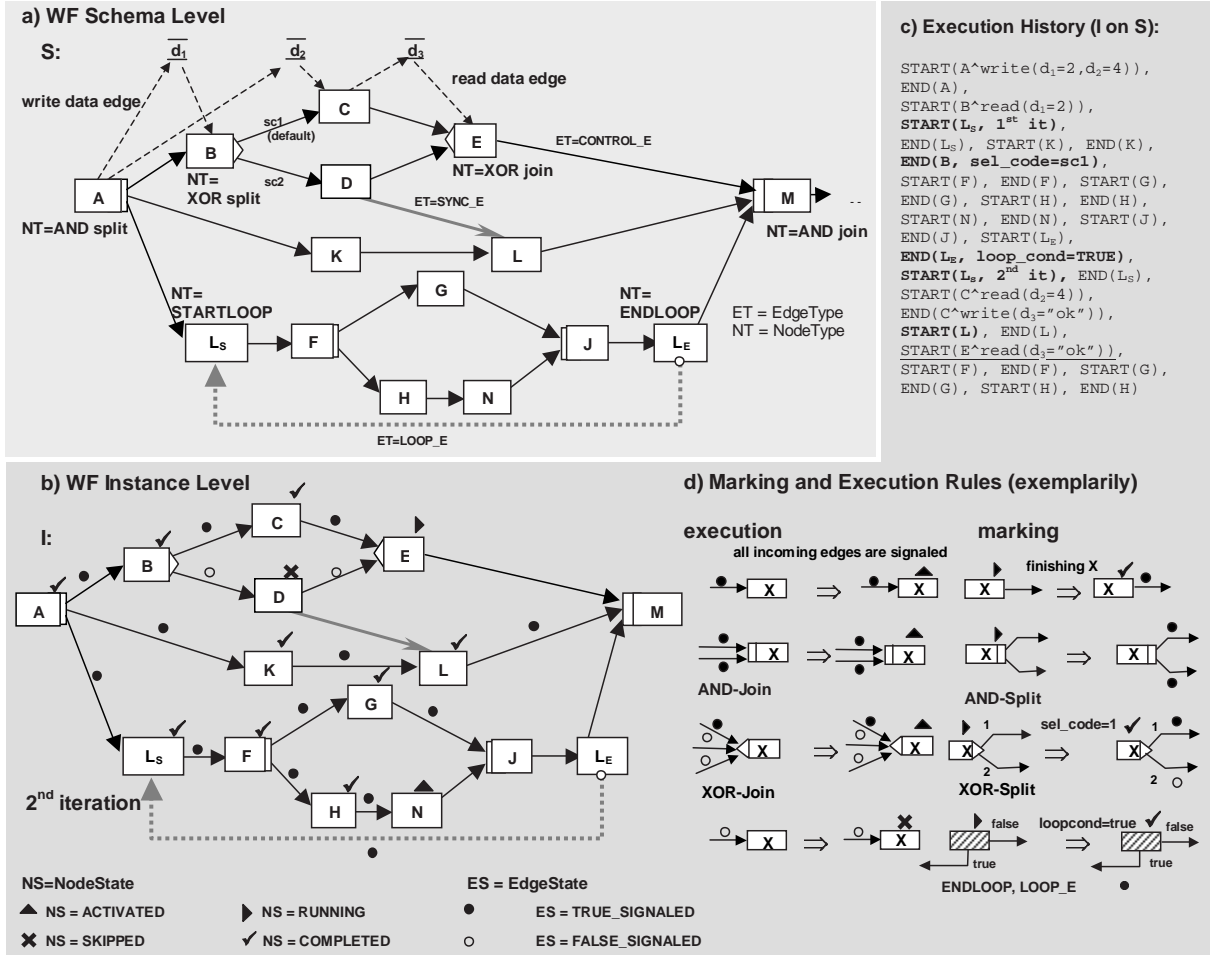 a) WF Schema Level
S:
d1
d2
d3
write data edge
read data edge
sc1
(default)
sc2
A
B
C
D
E
NT=AND split
NT=
XOR split
NT=XOR join
ET=CONTROL_E
ET=SYNC_E
M
..
NT=AND join
K
L
NT=
STARTLOOP
G
NT=
ENDLOOP
ET = EdgeType
NT = NodeType
LS
F
J
LE
H
N
ET=LOOP_E
c) Execution History (I on S):
START(A^write(d1=2,d2=4)),
END(A),
START(B^read(d1=2)),
START(LS, 1st it),
END(LS), START(K), END(K),
END(B, sel_code=sc1),
START(F), END(F), START(G),
END(G), START(H), END(H),
START(N), END(N), START(J),
END(J), START(LE),
END(LE, loop_cond=TRUE),
START(LS, 2nd it), END(LS),
START(C^read(d2=4)),
END(C^write(d3="ok")),
START(L), END(L),
START(E^read(d3="ok")),
START(F), END(F), START(G),
END(G), START(H), END(H)
b) WF Instance Level
I:
A
B
C
D
E
M
K
L
G
LS
F
J
LE
H
N
2nd iteration
NS=NodeState
ES = EdgeState
NS = ACTIVATED
NS = RUNNING
ES = TRUE_SIGNALED
NS = SKIPPED
NS = COMPLETED
ES = FALSE_SIGNALED
d) Marking and Execution Rules (exemplarily)
execution
marking
all incoming edges are signaled
finishing X
X
X
X
X
X
X
X
X
AND-Join
AND-Split
X
X
X
1
2
sel_code=1
X
1
2
XOR-Join
XOR-Split
X
X
false
true
loopcond=true
false
true
ENDLOOP, LOOP_E